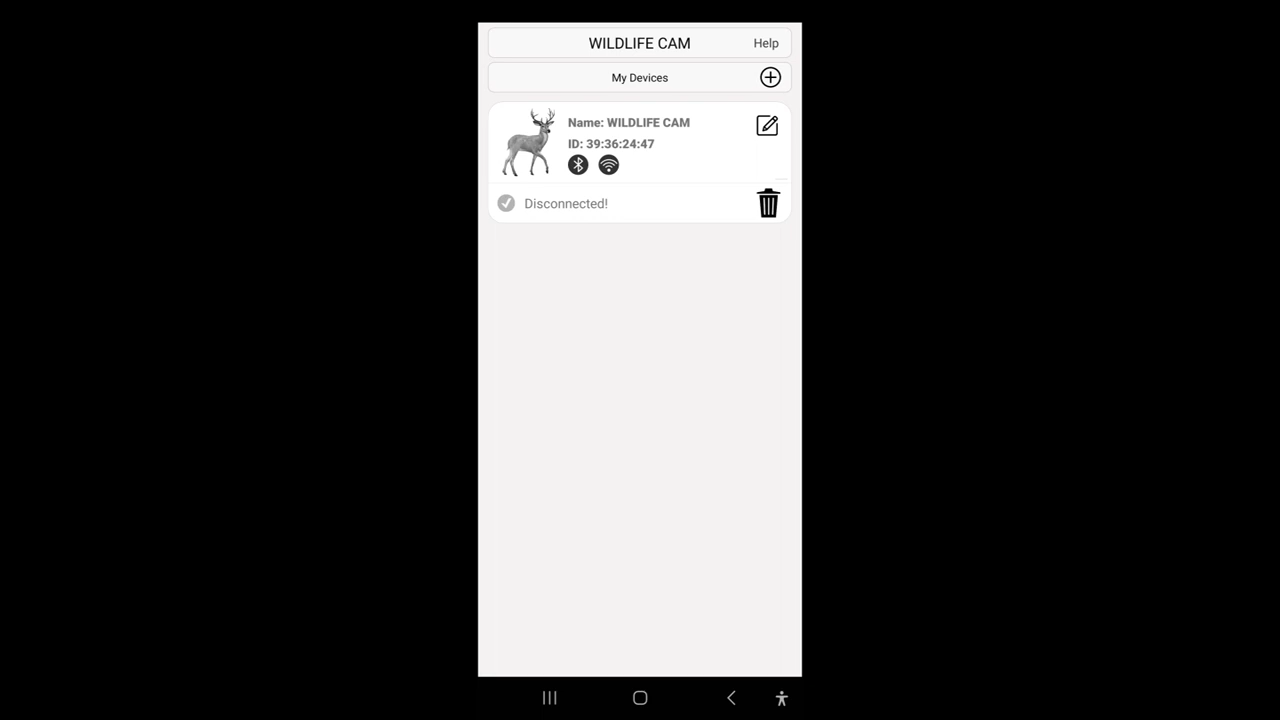 WILDLIFE CAM Help
My Devices
Name: WILDLIFE CAM
ID: 39:36:24:47
Disconnected!